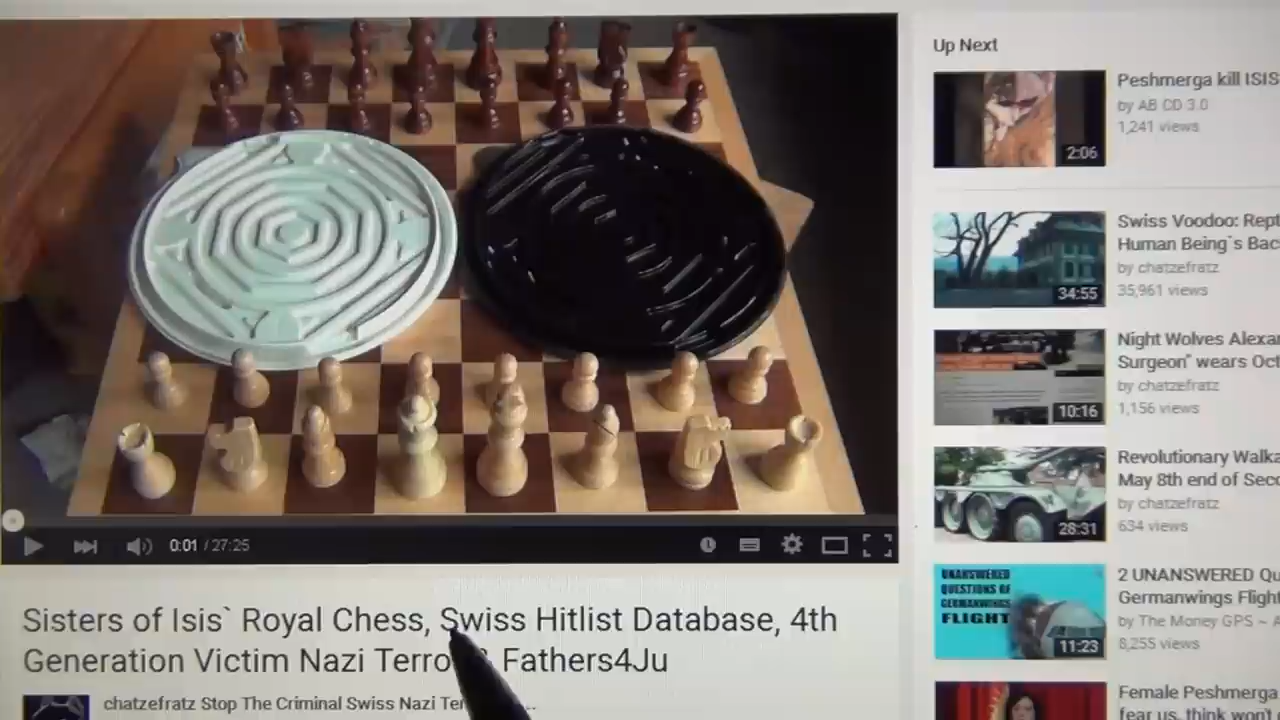 Up Next
Peshmerga kill ISIS
by AB CD 3.0
1,241 views
2:06
Swiss Voodoo: Rept
Human Being`s Bac
by chatzefratz
35,961 views
34:55
Night Wolves Alexa
Surgeon" wears Oct
by chatzefratz
1,156 views
10:16
Revolutionary Walka
May 8th end of Seco
by chatzefratz
634 views
28:31
UNANSWERED
QUESTIONS OF
GERMANWINGS
FLIGHT
11:23
2 UNANSWERED Qu
Germanwings Flight
by The Money GPS ~ A
8,255 views
Female Peshmerga
fear us, think won't
0:01 / 27:25
Sisters of Isis` Royal Chess, Swiss Hitlist Database, 4th
Generation Victim Nazi Terro Fathers4Ju
chatzefratz Stop The Criminal Swiss Nazi Ter